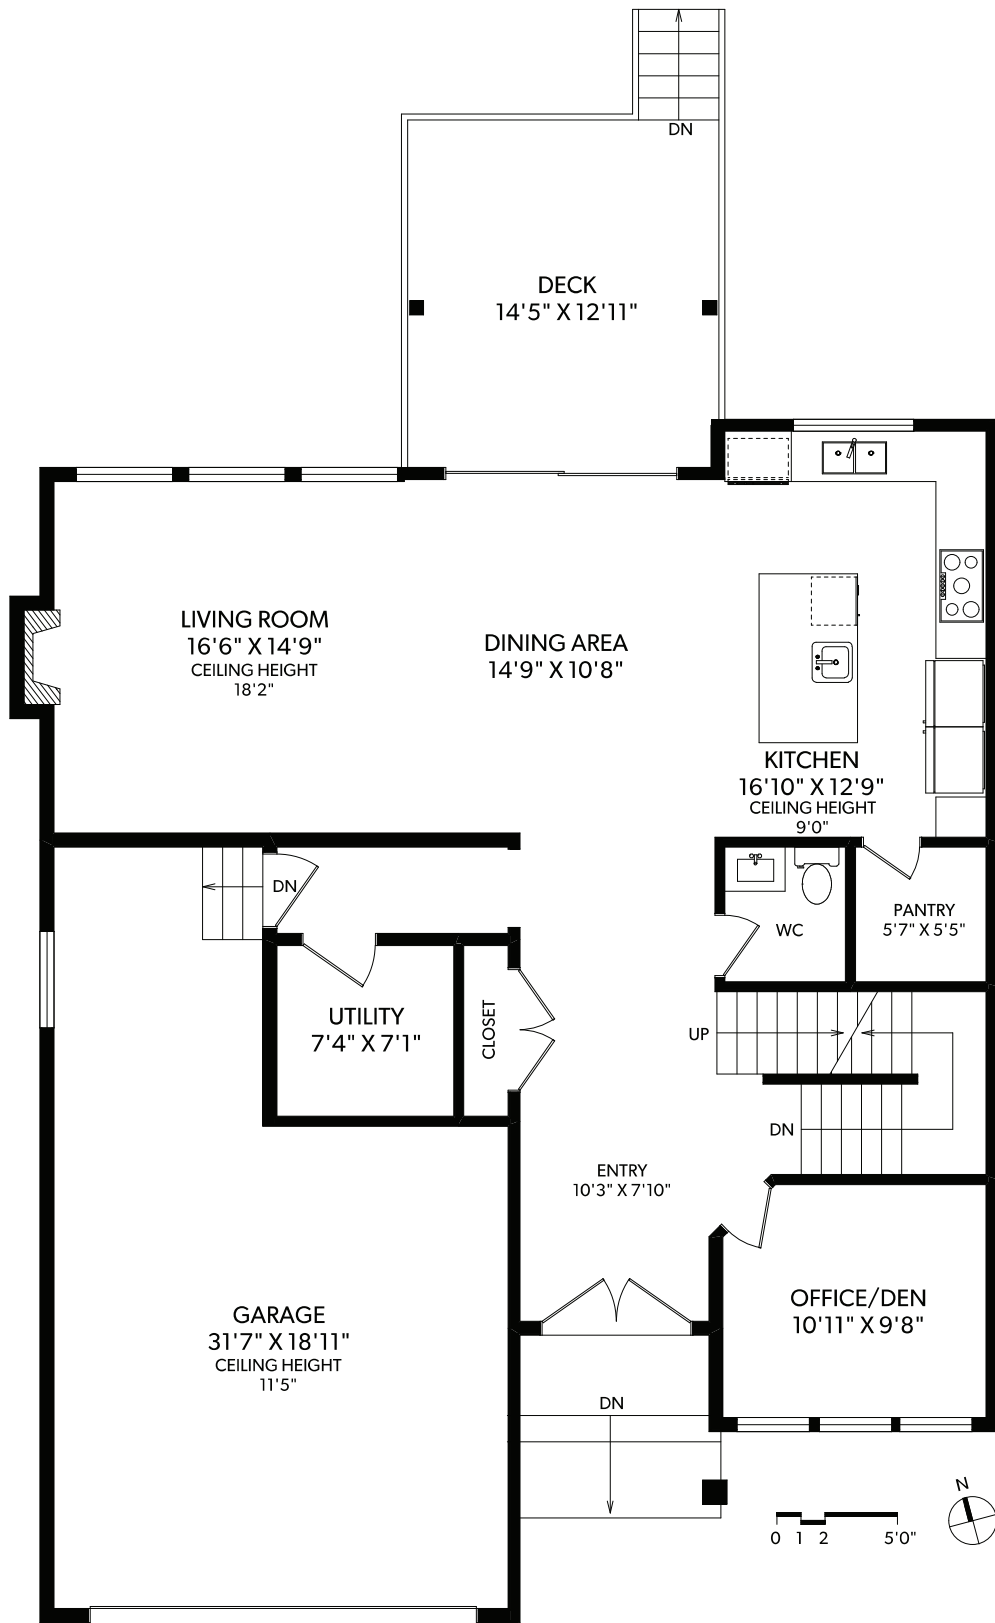 DN
DECK
14'5" X 12'11"
LIVING ROOM
16'6" X 14'9"
CEILING HEIGHT
18'2"
DINING AREA
14'9" X 10'8"
KITCHEN
16'10" X 12'9"
CEILING HEIGHT
9'0"
DN
WC
PANTRY
5'7" X 5'5"
UTILITY
7'4" X 7'1"
CLOSET
UP
DN
ENTRY
10'3" X 7'10"
GARAGE
31'7" X 18'11"
CEILING HEIGHT
11'5"
OFFICE/DEN
10'11" X 9'8"
DN
N
0 1 2 5'0"